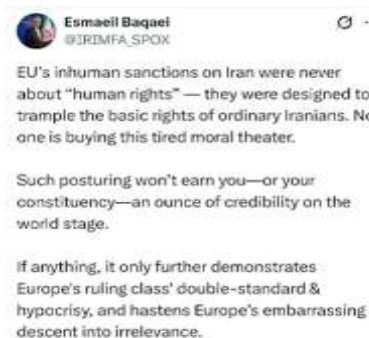 Esmaeil Baqaei
@IRIMFA_SPOX
EU's inhuman sanctions on Iran were never
about “human rights” — they were designed to
trample the basic rights of ordinary Iranians. No
one is buying this tired moral theater.
Such posturing won't earn you—or your
constituency—an ounce of credibility on the
world stage.
If anything, it only further demonstrates
Europe's ruling class' double-standard &
hypocrisy, and hastens Europe's embarrassing
descent into irrelevance.